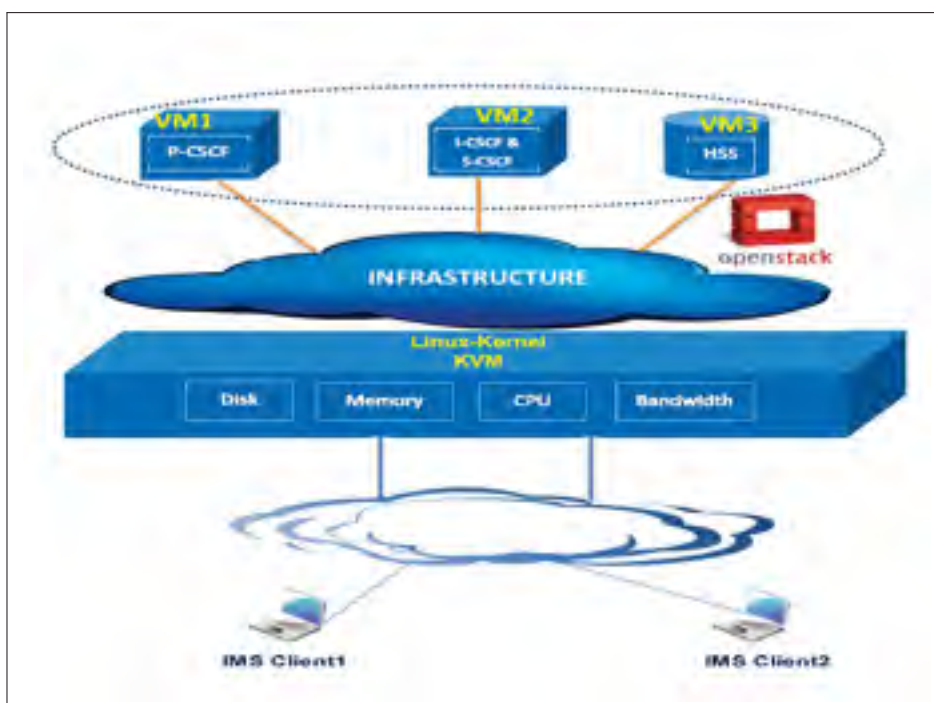 VM1
P-CSCF
VM2
I-CSCF &
S-CSCF
VM3
HSS
openstack
INFRASTRUCTURE
Linux-Kernel
KVM
Disk
Memory
CPU
Bandwidth
IMS Client1
IMS Client2